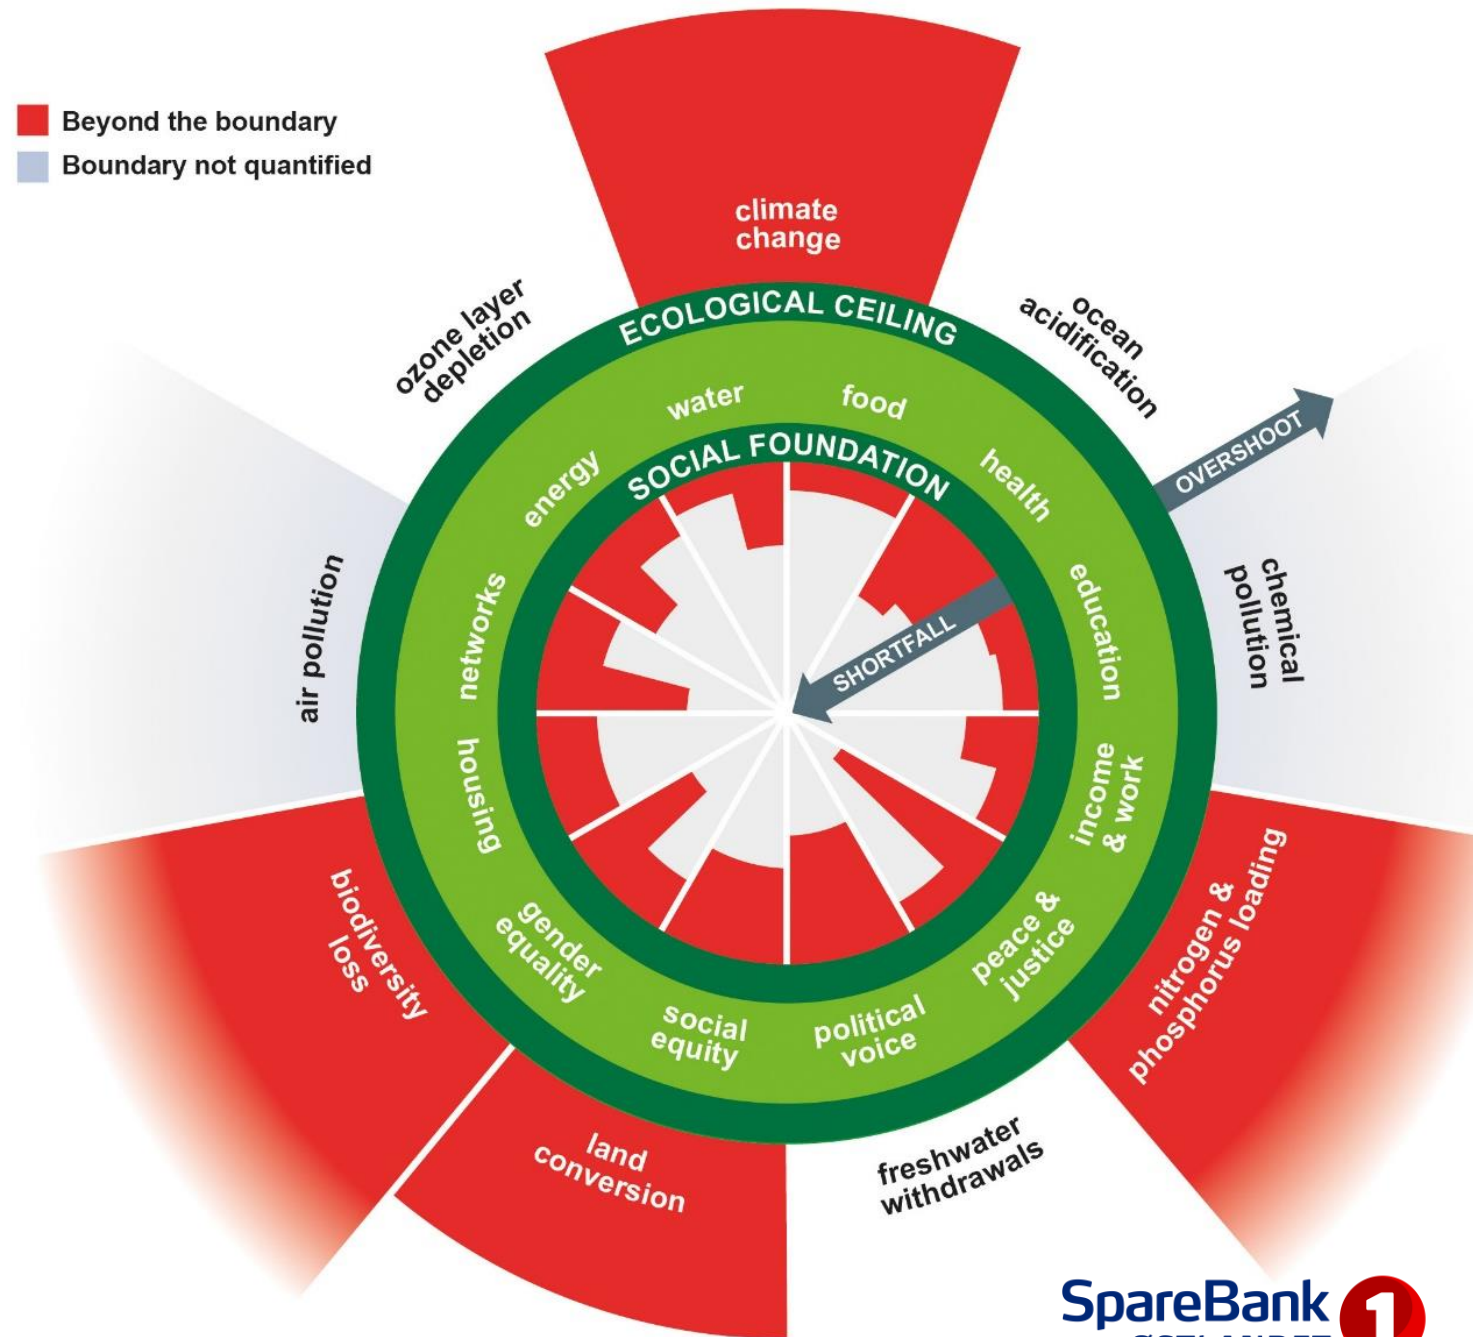 Beyond the boundary
Boundary not quantified
climate
change
ozone layer
depletion
ocean
acidification
ECOLOGICAL CEILING
water
food
energy
health
SOCIAL FOUNDATION
OVERSHOOT
networks
education
SHORTFALL
air pollution
chemical
pollution
housing
income
& work
biodiversity
loss
nitrogen &
phosphorus loading
gender
equality
peace &
justice
social
equity
political
voice
land
conversion
freshwater
withdrawals
SpareBank 1